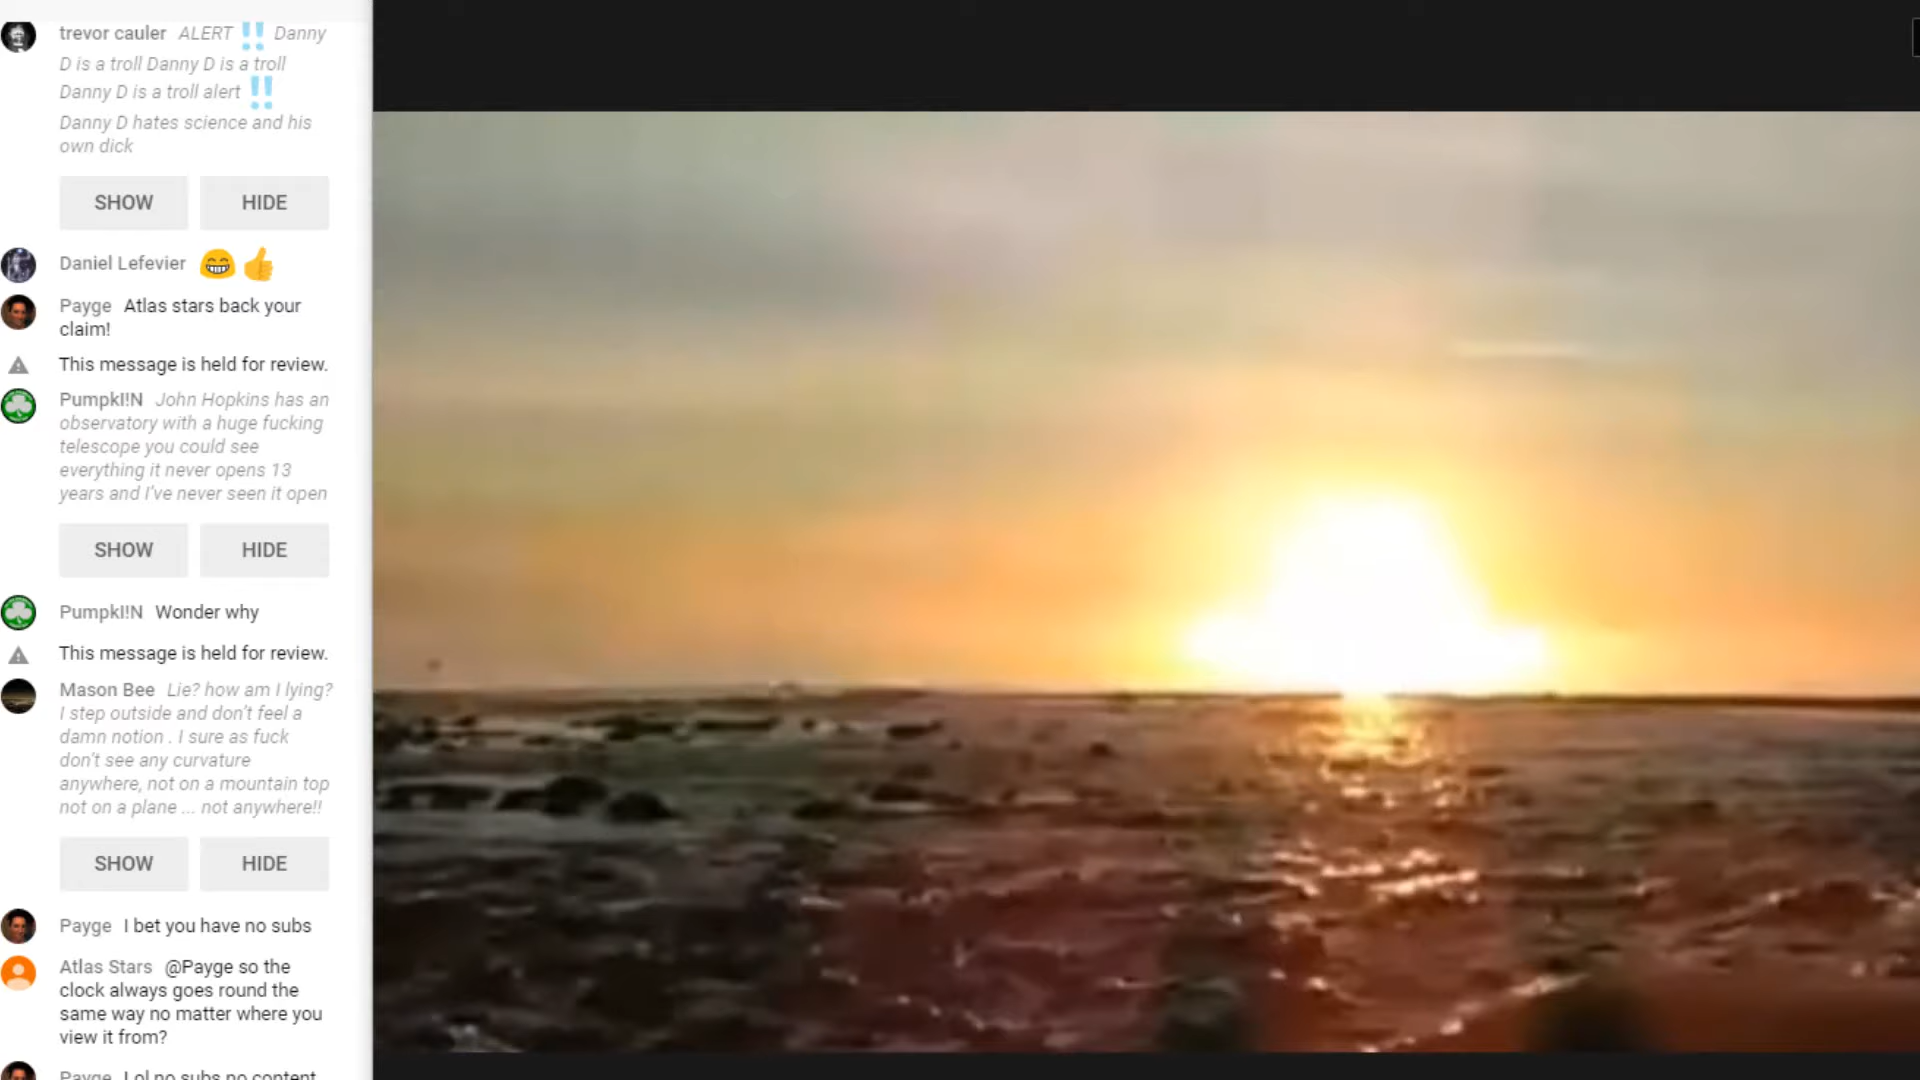 trevor cauler ALERT ‼ Danny
D is a troll Danny D is a troll
Danny D is a troll alert ‼
Danny D hates science and his
own dick
SHOW HIDE
Daniel Lefevier 😁👍
Payge Atlas stars back your
claim!
This message is held for review.
PumpkI!N John Hopkins has an
observatory with a huge fucking
telescope you could see
everything it never opens 13
years and I've never seen it open
SHOW HIDE
PumpkI!N Wonder why
This message is held for review.
Mason Bee Lie? how am I lying?
I step outside and don't feel a
damn notion . I sure as fuck
don't see any curvature
anywhere, not on a mountain top
not on a plane ... not anywhere!!
SHOW HIDE
Payge I bet you have no subs
Atlas Stars @Payge so the
clock always goes round the
same way no matter where you
view it from?
Payge Lol no subs no content